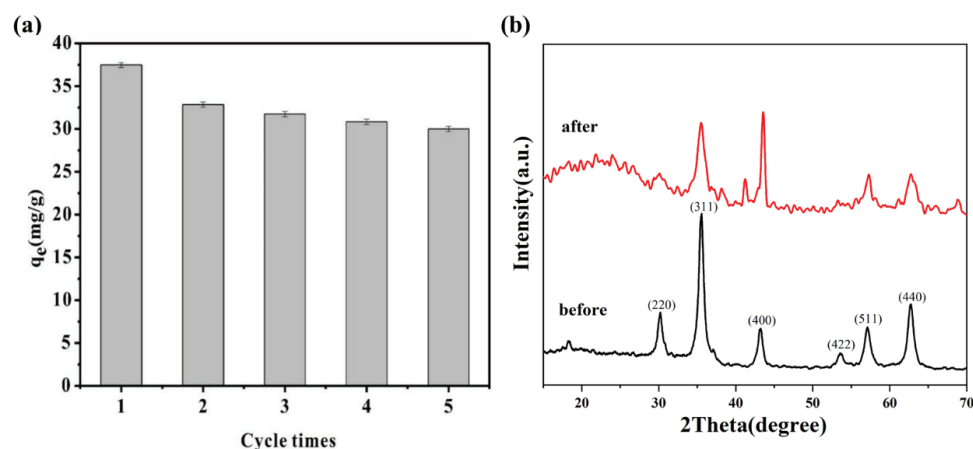 (a)
40
35
30
25
20
15
10
5
0
qe(mg/g)
1 2 3 4 5
Cycle times
(b)
after
(311)
before
(220)
(400)
(422)
(511)
(440)
Intensity(a.u.)
20 30 40 50 60 70
2Theta(degree)